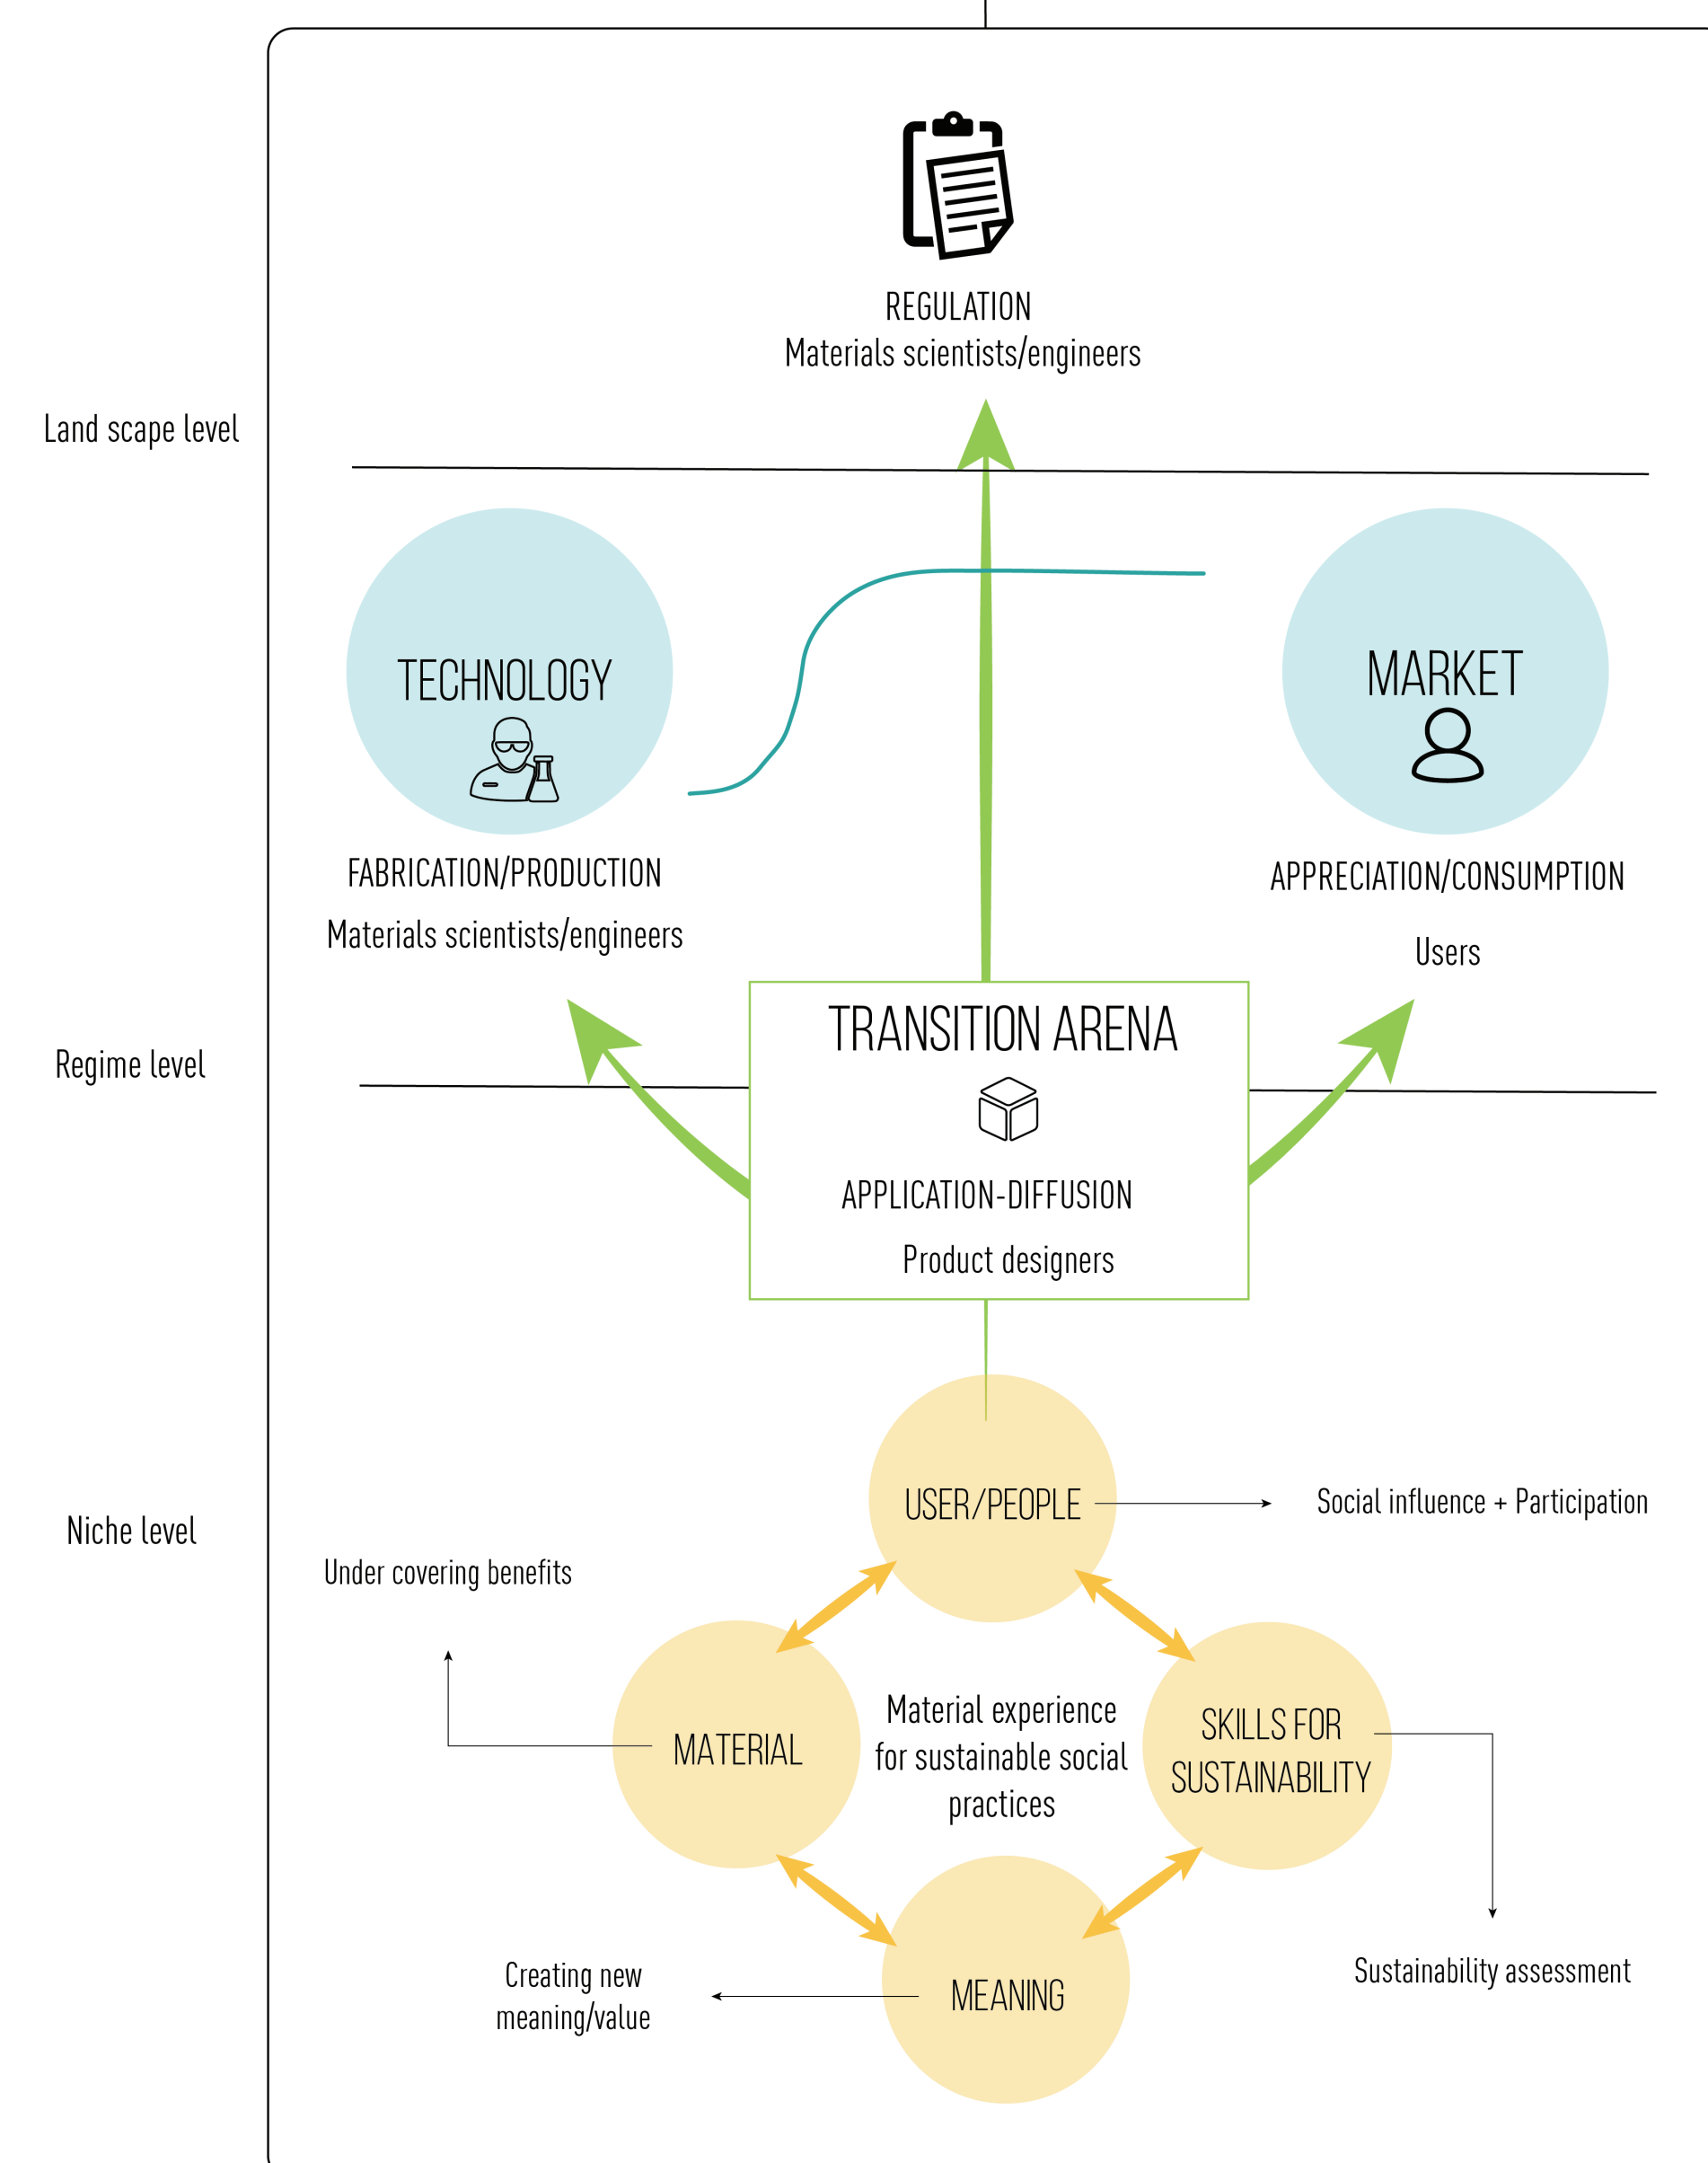 REGULATION
Materials scientists/engineers
Land scape level
TECHNOLOGY
MARKET
FABRICATION/PRODUCTION
APPRECIATION/CONSUMPTION
Materials scientists/engineers
Users
TRANSITION ARENA
Regime level
APPLICATION-DIFFUSION
Product designers
USER/PEOPLE
Social influence + Participation
Niche level
Under covering benefits
MATERIAL
Material experience
for sustainable social
practices
SKILLS FOR
SUSTAINABILITY
Creating new
meaning/value
MEANING
Sustainability assessment